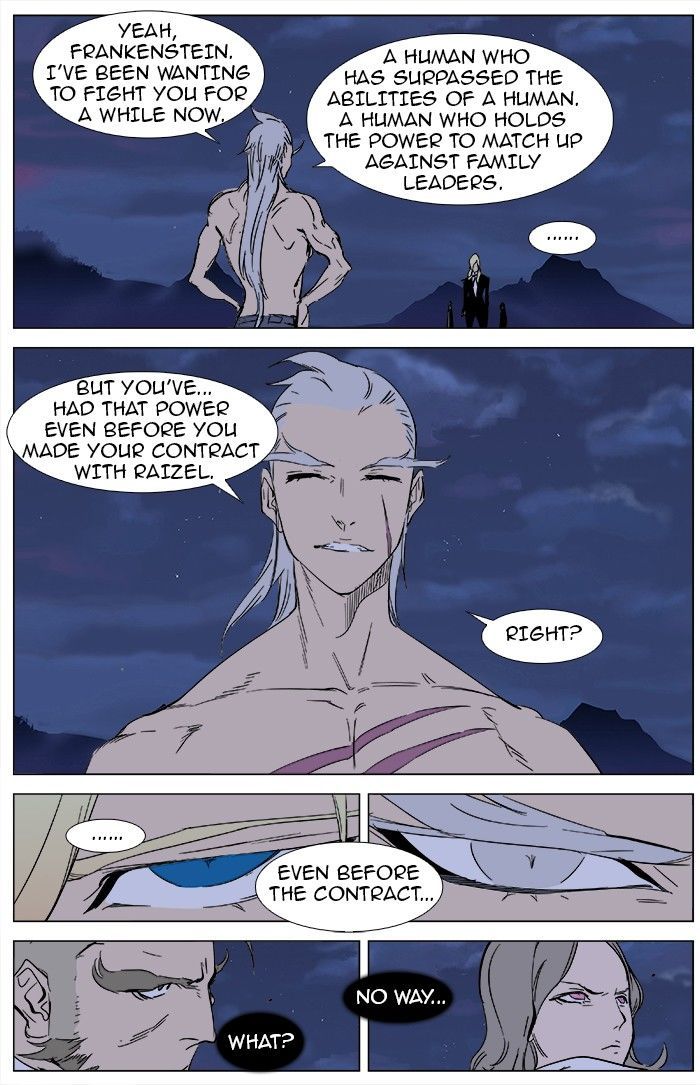 YEAH,
FRANKENSTEIN.
I'VE BEEN WANTING
TO FIGHT YOU FOR
A WHILE NOW.
A HUMAN WHO
HAS SURPASSED THE
ABILITIES OF A HUMAN.
A HUMAN WHO HOLDS
THE POWER TO MATCH UP
AGAINST FAMILY
LEADERS.
......
BUT YOU'VE...
HAD THAT POWER
EVEN BEFORE YOU
MADE YOUR CONTRACT
WITH RAIZEL.
RIGHT?
......
EVEN BEFORE
THE CONTRACT...
WHAT?
NO WAY...